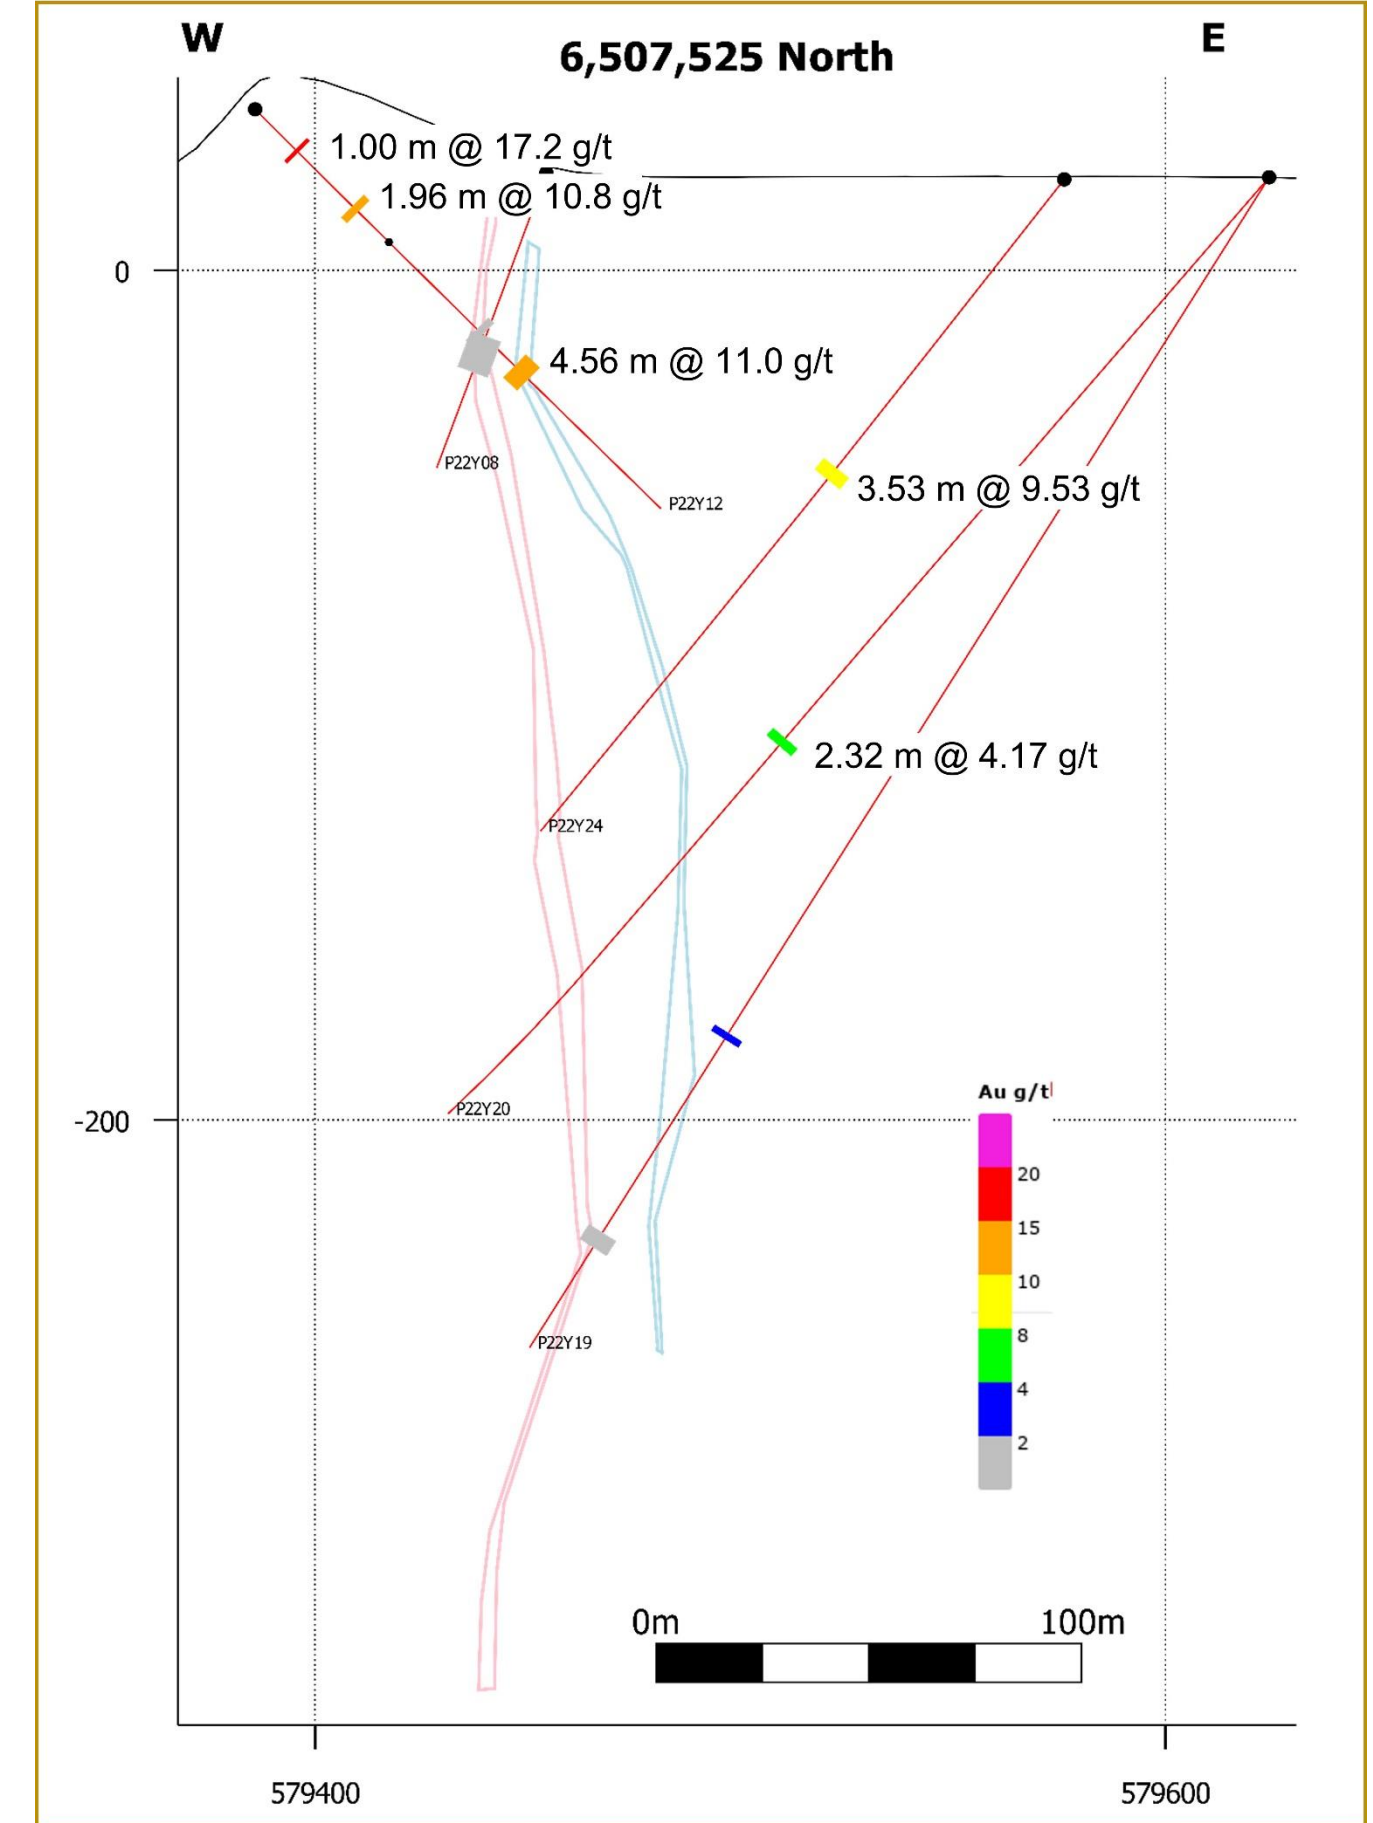 W
E
6,507,525 North
1.00 m @ 17.2 g/t
1.96 m @ 10.8 g/t
0
4.56 m @ 11.0 g/t
P22Y08
P22Y12
3.53 m @ 9.53 g/t
2.32 m @ 4.17 g/t
P22Y24
P22Y20
-200
Au g/t
20
15
10
8
4
2
P22Y19
0m
100m
579400
579600